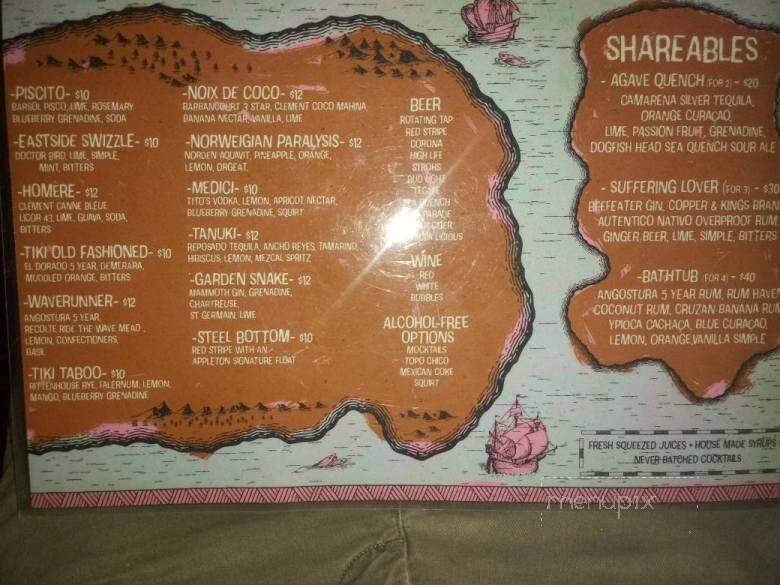 -PISCITO- $10
BARSOL PISCO, LIME, ROSEMARY
BLUEBERRY GRENADINE, SODA
-EASTSIDE SWIZZLE- $10
DOCTOR BIRD, LIME, SIMPLE,
MINT, BITTERS
-HOMERE- $12
CLEMENT CANNE BLEUE
LICOR 43, LIME, GUAVA, SODA,
BITTERS
-TIKI OLD FASHIONED- $10
EL DORADO 5 YEAR, DEMERARA,
MUDDLED ORANGE, BITTERS
-WAVERUNNER- $12
ANGOSTURA 5 YEAR,
RECOLTE RIDE THE WAVE MEAD,
LEMON, CONFECTIONERS,
BASIL
-TIKI TABOO- $10
RITTENHOUSE RYE, FALERNUM, LEMON,
MANGO, BLUEBERRY GRENADINE
-NOIX DE COCO- $12
BARBANCOURT 3 STAR, CLEMENT COCO MAHINA,
BANANA NECTAR, VANILLA, LIME
-NORWEIGIAN PARALYSIS- $12
NORDEN AQUAVIT, PINEAPPLE, ORANGE,
LEMON, ORGEAT,
-MEDICI- $10
TITO'S VODKA, LEMON, APRICOT NECTAR,
BLUEBERRY GRENADINE, SQUIRT
-TANUKI- $12
REPOSADO TEQUILA, ANCHO REYES, TAMARIND,
HIBISCUS, LEMON, MEZCAL SPRITZ
-GARDEN SNAKE- $12
MAMMOTH GIN, GRENADINE,
CHARTREUSE,
ST GERMAIN, LIME
-STEEL BOTTOM- $10
RED STRIPE WITH AN
APPLETON SIGNATURE FLOAT
BEER
ROTATING TAP
RED STRIPE
CORONA
HIGH LIFE
STROHS
BUD LIGHT
TECATE
QUENCH
PARADE
LICIOUS
-WINE
RED
WHITE
BUBBLES
ALCOHOL-FREE
OPTIONS
MOCKTAILS
TOPO CHICO
MEXICAN COKE
SQUIRT
SHAREABLES
- AGAVE QUENCH (FOR 2) - $20
CAMARENA SILVER TEQUILA,
ORANGE CURAÇAO,
LIME, PASSION FRUIT, GRENADINE,
DOGFISH HEAD SEA QUENCH SOUR ALE
- SUFFERING LOVER (FOR 3) - $30
BEEFEATER GIN, COPPER & KINGS BRAN
AUTENTICO NATIVO OVERPROOF RUM
GINGER BEER, LIME, SIMPLE, BITTERS
-BATHTUB (FOR 4) - $40
ANGOSTURA 5 YEAR RUM, RUM HAVEN
COCONUT RUM, CRUZAN BANANA RUM
YPIOCA CACHAÇA, BLUE CURAÇAO,
LEMON, ORANGE, VANILLA SIMPLE
FRESH SQUEEZED JUICES • HOUSE MADE SYRUPS
NEVER BATCHED COCKTAILS
menupix